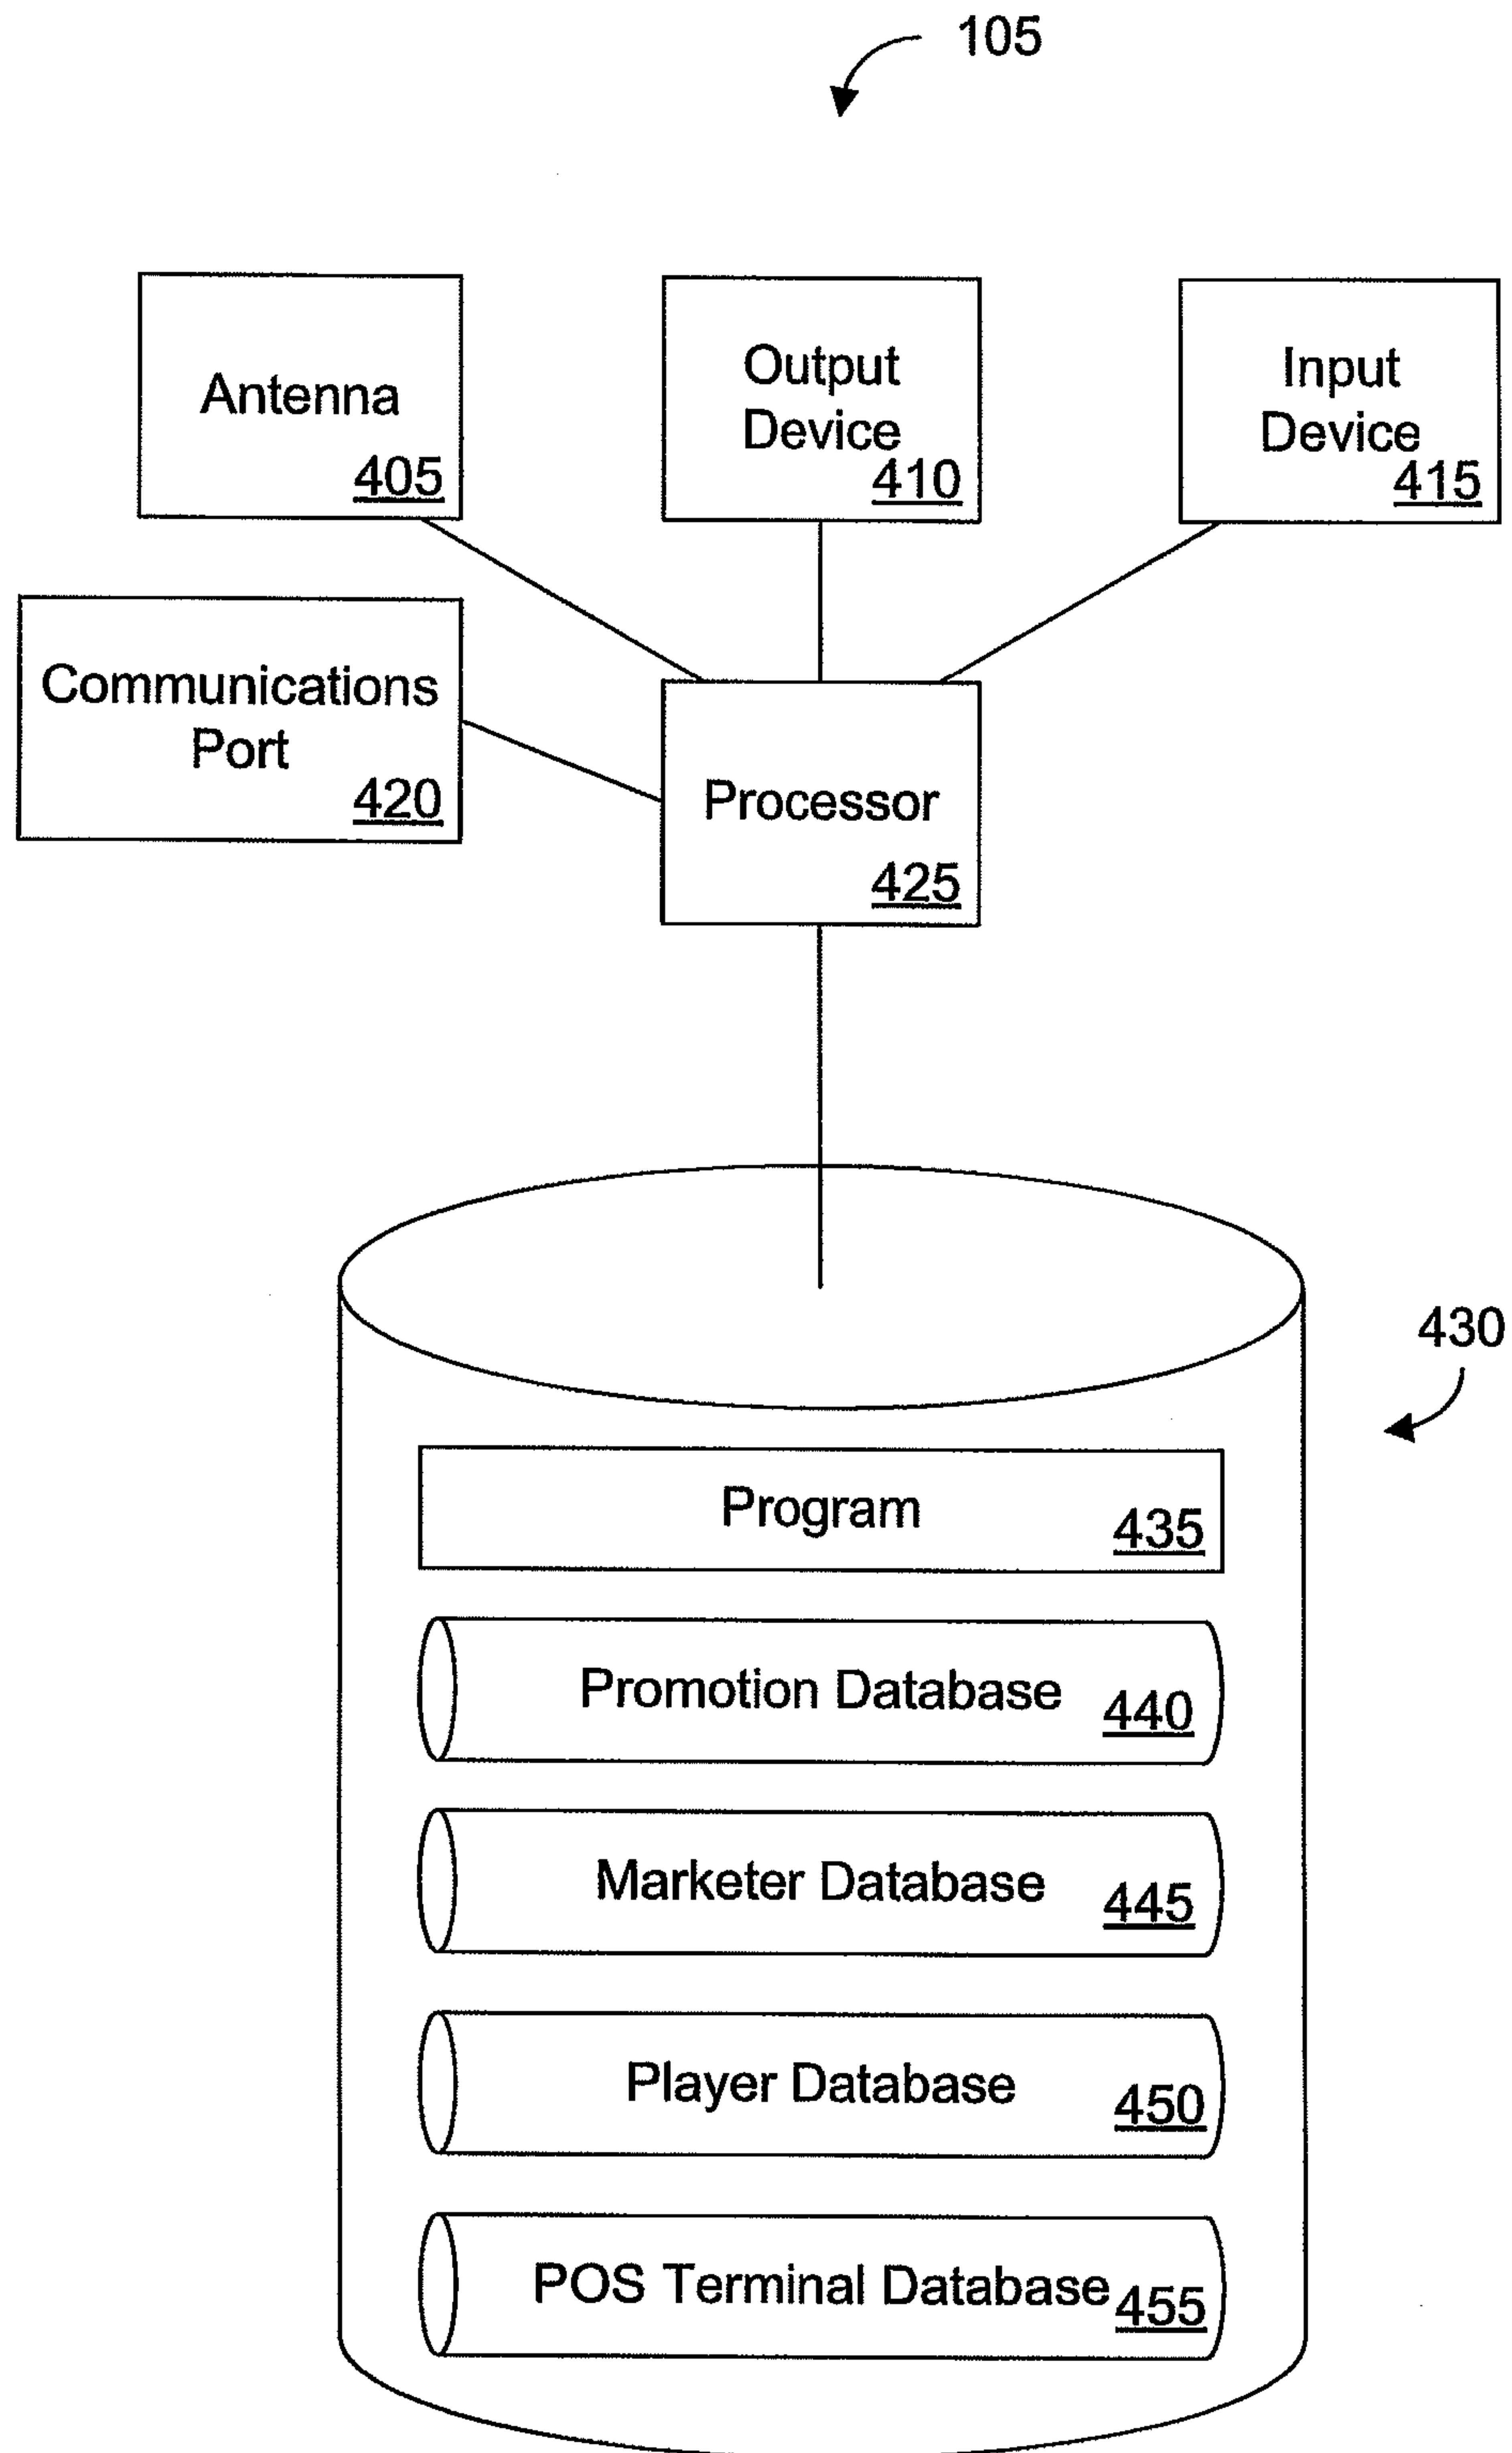 105
Antenna
405
Output
Device
410
Input
Device
415
Communications
Port
420
Processor
425
430
Program
435
Promotion Database
440
Marketer Database
445
Player Database
450
POS Terminal Database
455